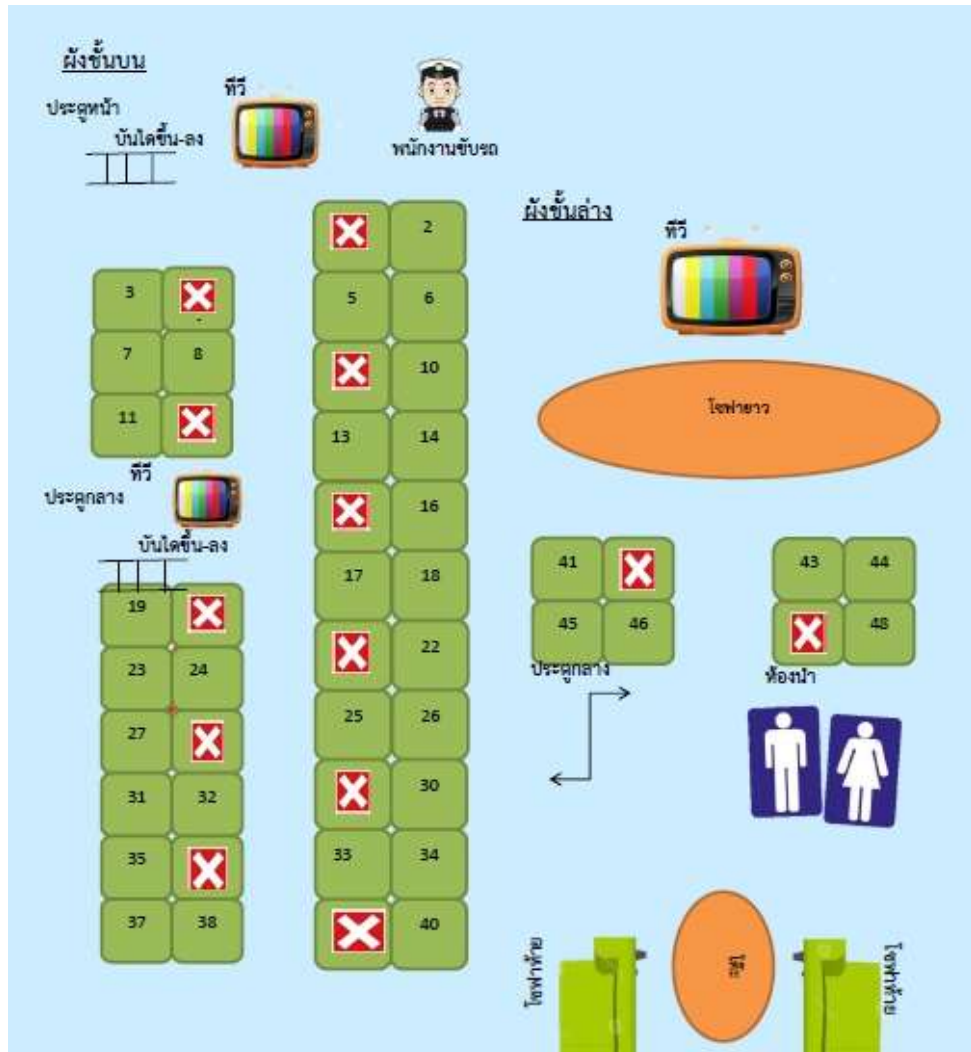 ผังชั้นบน
ทีวี
ประตูหน้า
บันไดขึ้น-ลง
พนักงานขับรถ
2
3
5 6
7 8
10
11
13 14
16
17 18
ทีวี
ประตูกลาง
บันไดขึ้น-ลง
19
22
23 24
25 26
27
30
31 32
33 34
35
37 38
40
ผังชั้นล่าง
ทีวี
โซฟายาว
41
43 44
45 46
48
ประตูกลาง
ห้องน้ำ
โซฟาท้าย
โต๊ะ
โซฟาท้าย